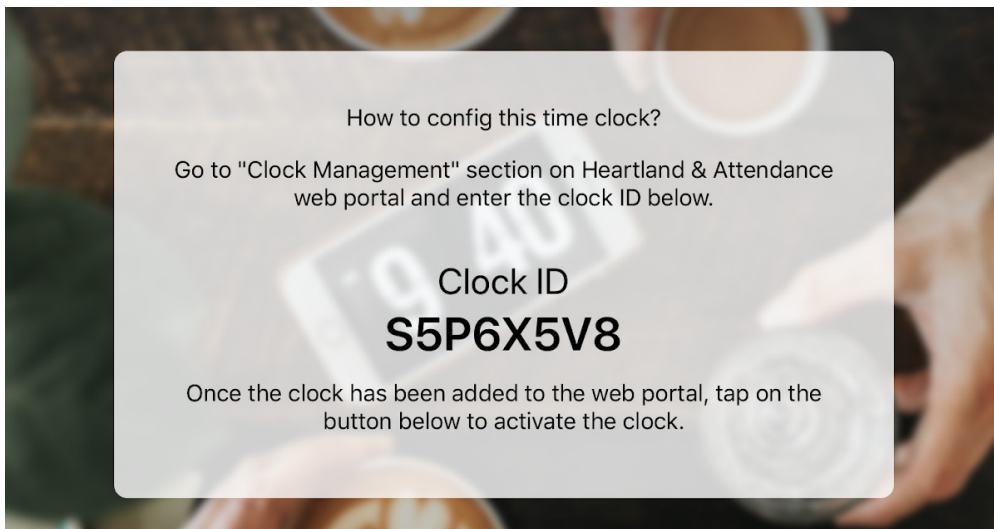 How to config this time clock?
Go to "Clock Management" section on Heartland & Attendance
web portal and enter the clock ID below.
9 40
Clock ID
S5P6X5V8
Once the clock has been added to the web portal, tap on the
button below to activate the clock.